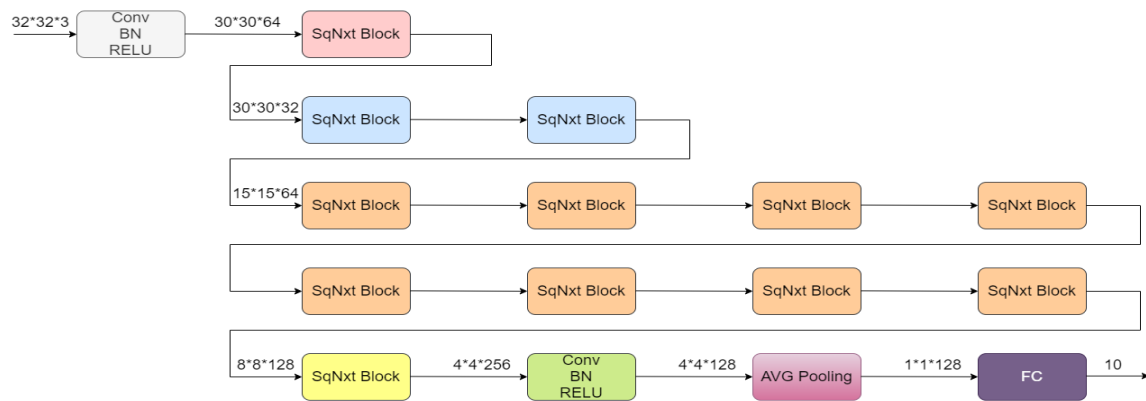 32*32*3
Conv
BN
RELU
30*30*64
SqNxt Block
30*30*32
SqNxt Block
SqNxt Block
15*15*64
SqNxt Block
SqNxt Block
SqNxt Block
SqNxt Block
SqNxt Block
SqNxt Block
SqNxt Block
SqNxt Block
8*8*128
SqNxt Block
4*4*256
Conv
BN
RELU
4*4*128
AVG Pooling
1*1*128
FC
10